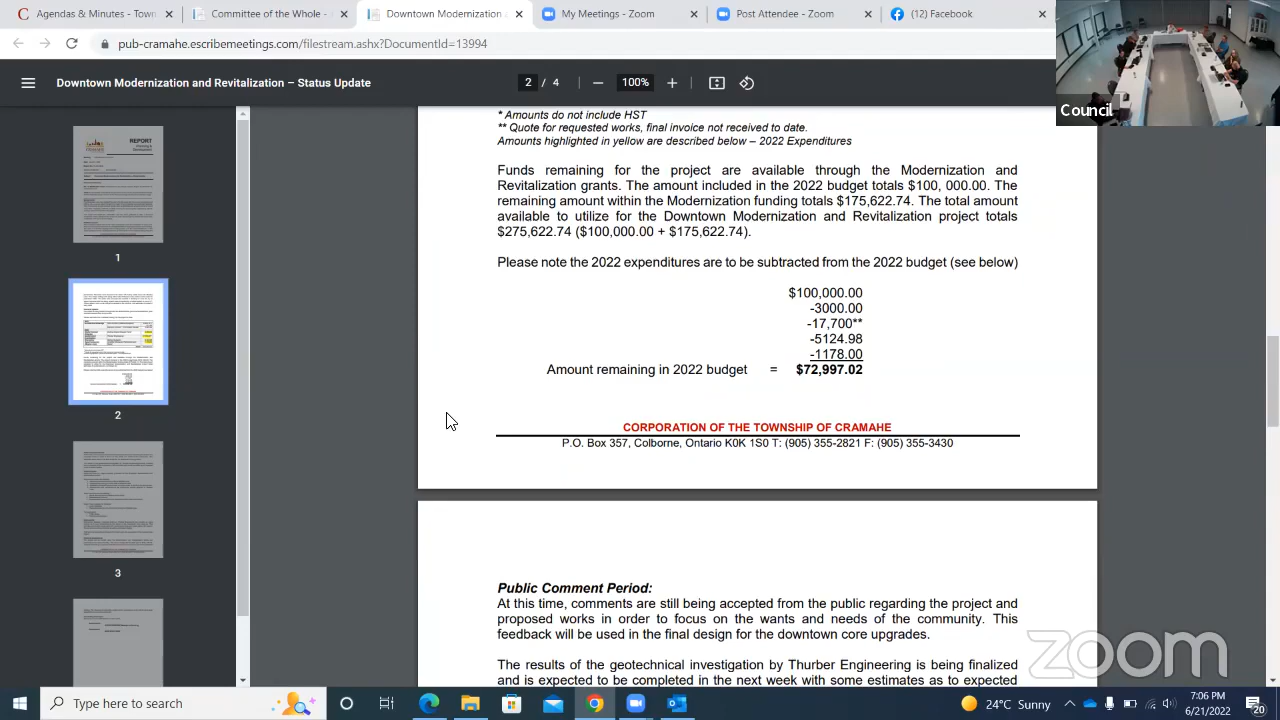 Agendas & Minutes - Township of
Committee of the Whole -
Downtown Modernization
My Meetings - Zoom
Post Attendee - Zoom
(12) Facebook
pub-cramahe.escribemeetings.com/filestream.ashx?DocumentId=13994
Downtown Modernization and Revitalization – Status Update
2 / 4
100%
Council
* Amounts do not include HST
** Quote for requested works, final invoice not received to date.
Amounts highlighted in yellow are described below – 2022 Expenditures
Funds remaining for the project are available through the Modernization and
Revitalization grants. The amount included in the 2022 budget totals $100, 000.00. The
remaining amount within the Modernization funding totals $175,622.74. The total amount
available to utilize for the Downtown Modernization and Revitalization project totals
$275,622.74 ($100,000.00 + $175,622.74).
Please note the 2022 expenditures are to be subtracted from the 2022 budget (see below)
$100,000.00
-3000.00
-17,700**
-5124.98
-1178.00
Amount remaining in 2022 budget = $72,997.02
CORPORATION OF THE TOWNSHIP OF CRAMAHE
P.O. Box 357, Colborne, Ontario K0K 1S0 T: (905) 355-2821 F: (905) 355-3430
REPORT
1
2
3
Public Comment Period:
At this time, comments are still being accepted from the public regarding the project and
proposed works in order to focus on the wants and needs of the community. This
feedback will be used in the final design for the downtown core upgrades.
The results of the geotechnical investigation by Thurber Engineering is being finalized
and is expected to be completed in the next week with some estimates as to expected
zoom
Type here to search
24°C Sunny
7:06 PM
6/21/2022
20